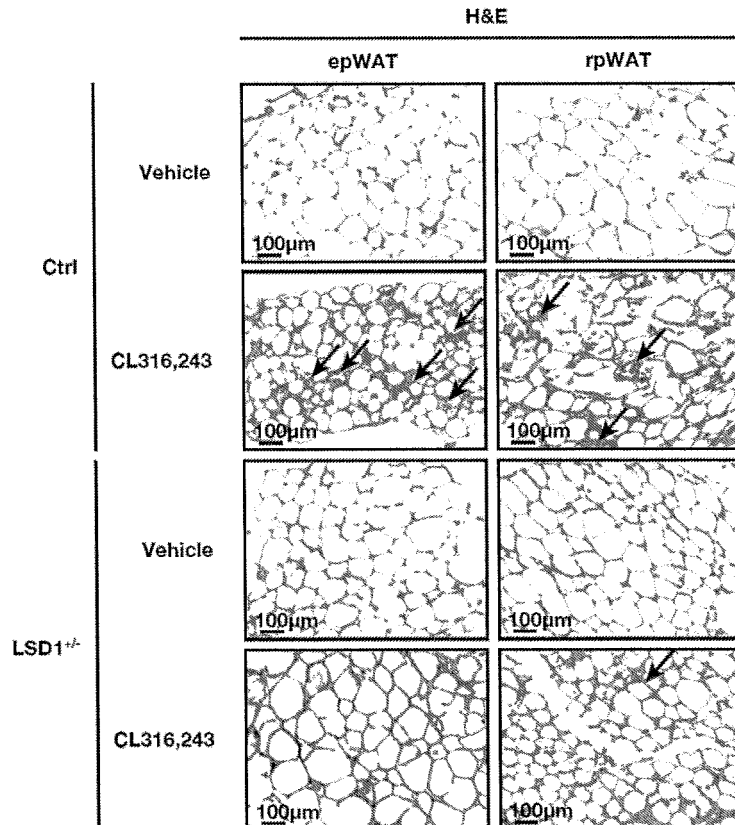 H&E
epWAT rpWAT
Ctrl
Vehicle
100µm 100µm
CL316,243
100µm 100µm
LSD1+/-
Vehicle
100µm 100µm
CL316,243
100µm 100µm